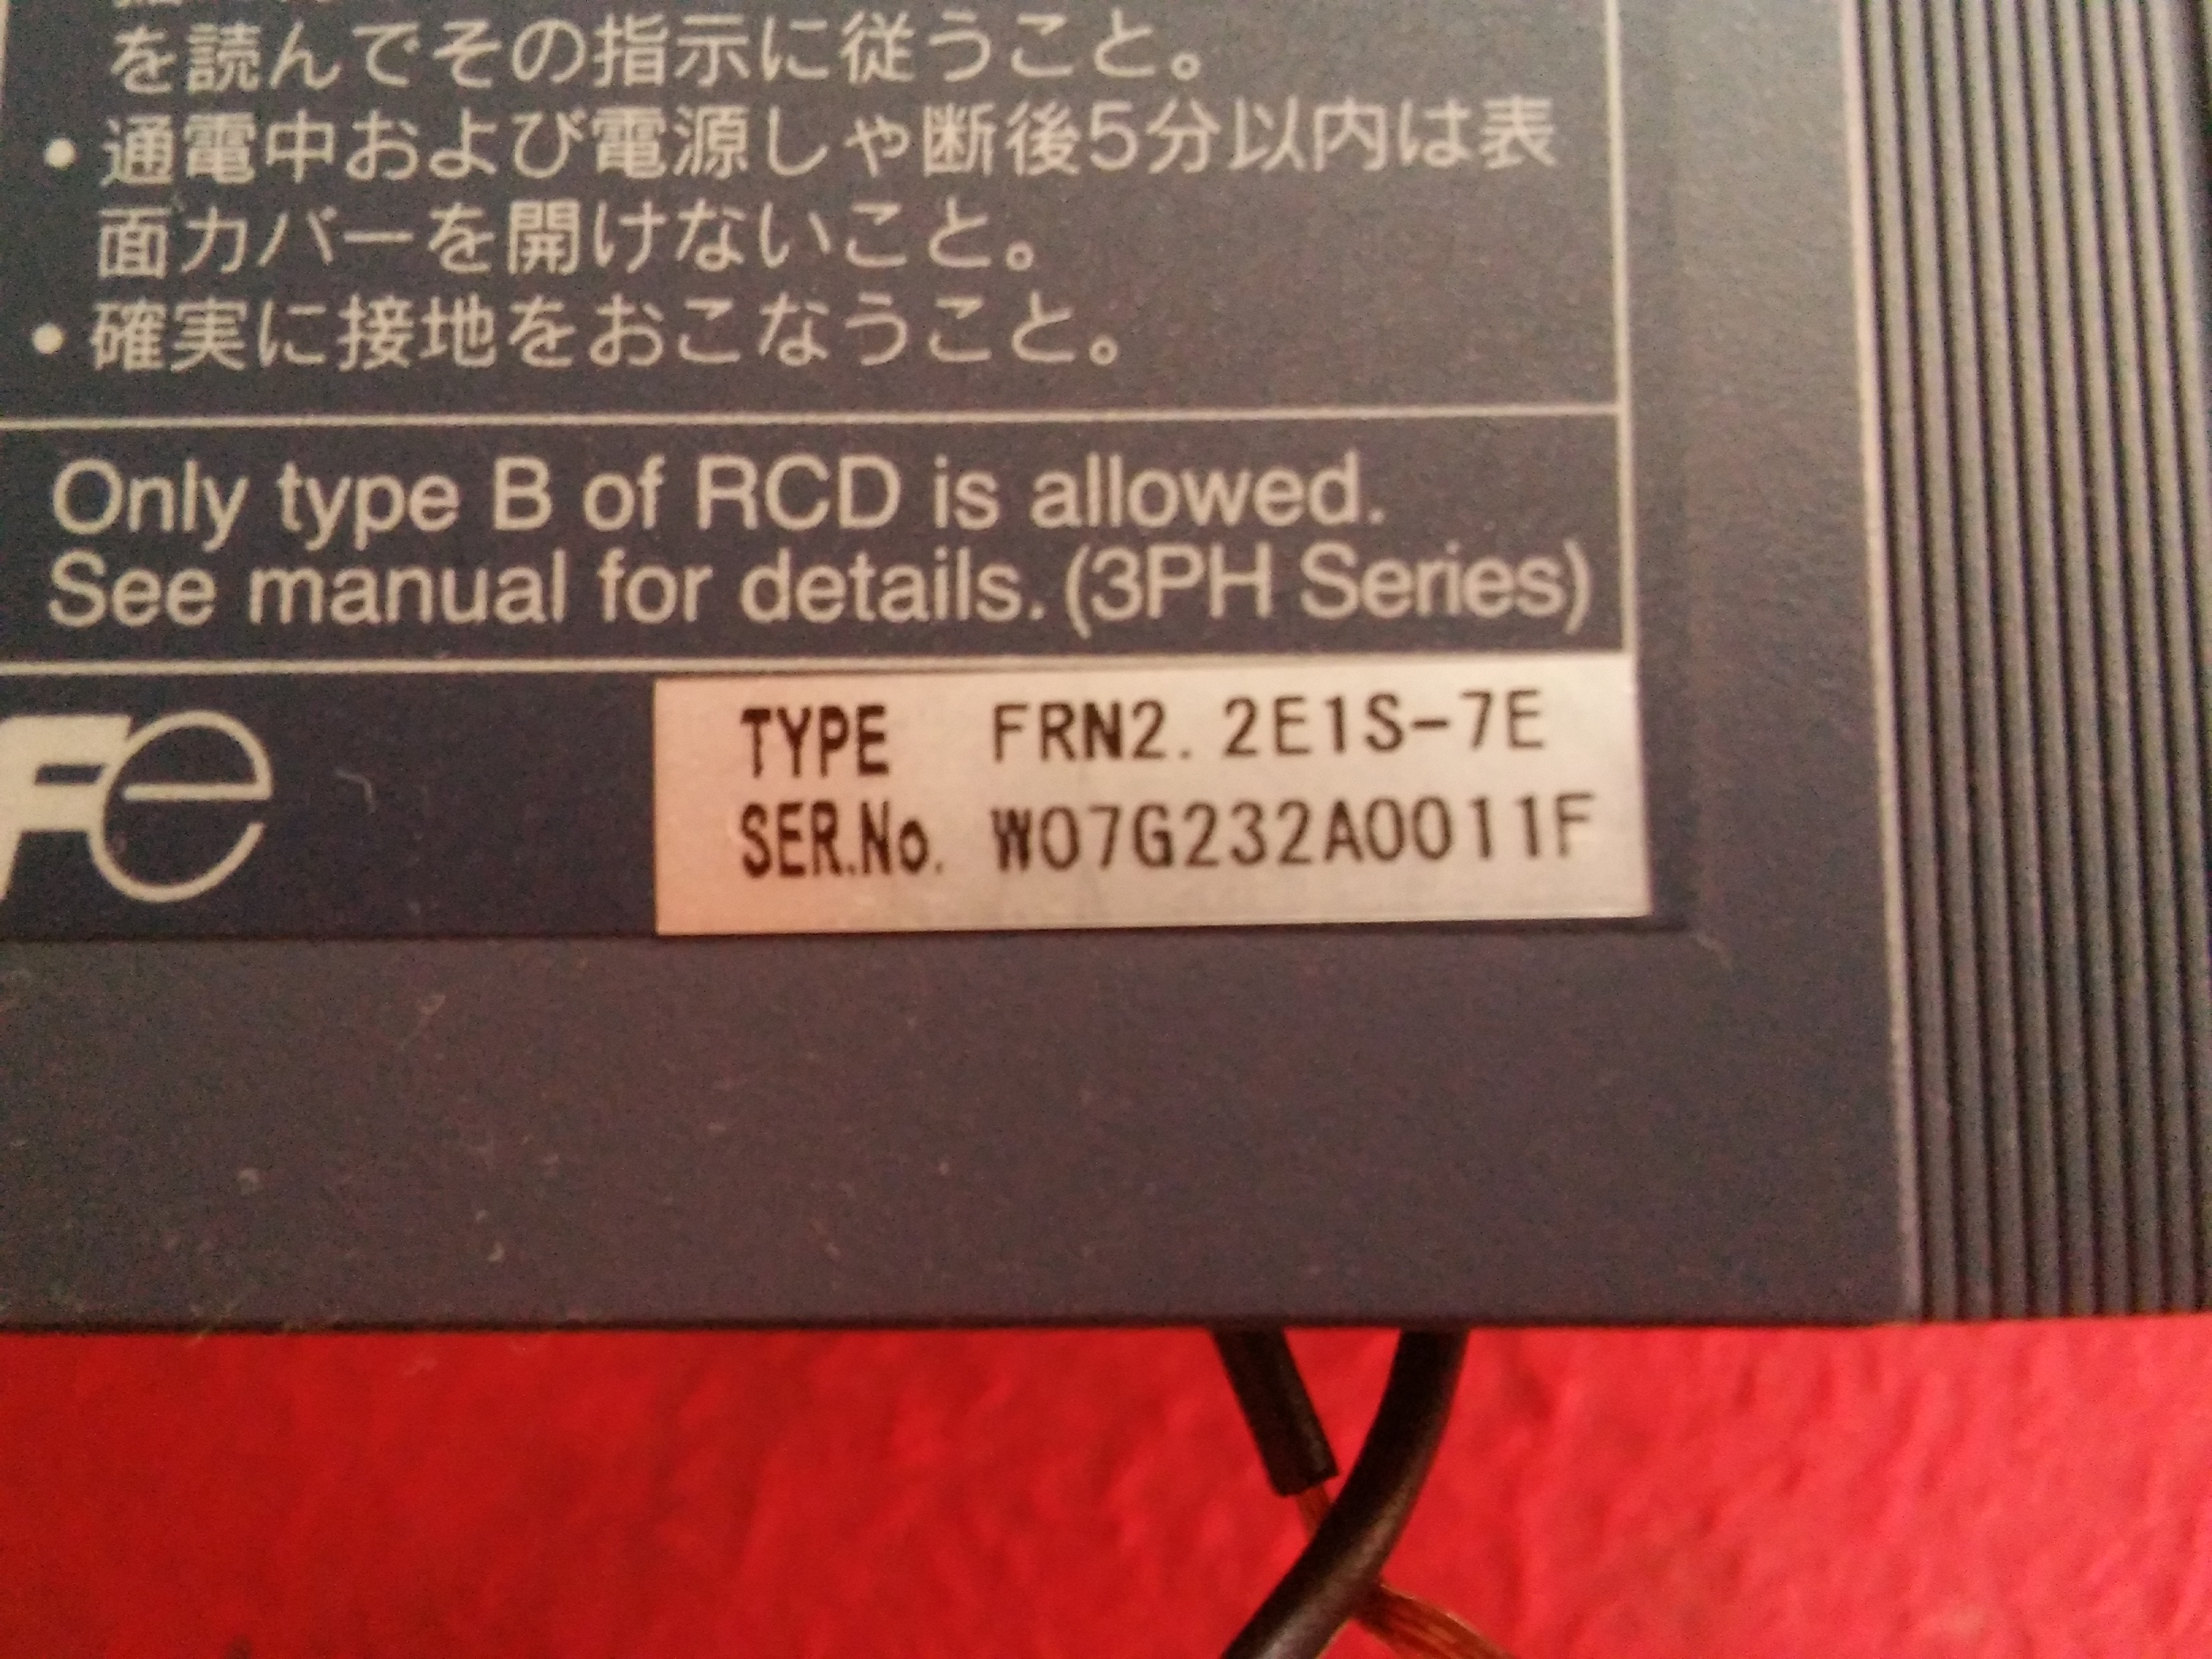 を読んでその指示に従うこと。
• 通電中および電源しゃ断後5分以内は表
面カバーを開けないこと。
• 確実に接地をおこなうこと。
Only type B of RCD is allowed.
See manual for details. (3PH Series)
Fe
TYPE FRN2. 2E1S-7E
SER.No. W07G232A0011F